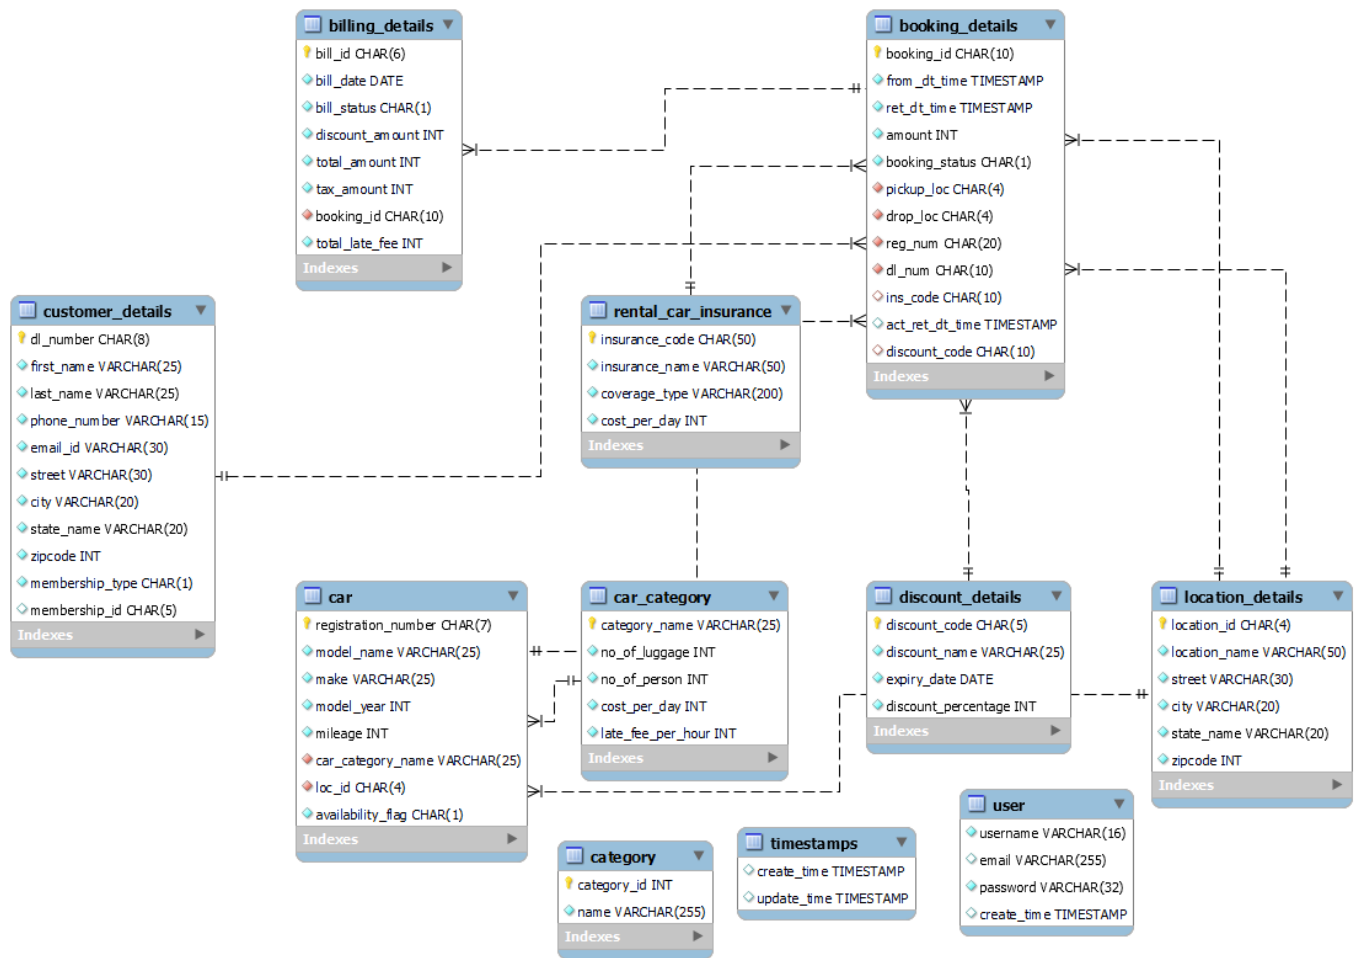 billing_details
bill_id CHAR(6)
bill_date DATE
bill_status CHAR(1)
discount_amount INT
total_amount INT
tax_amount INT
booking_id CHAR(10)
total_late_fee INT
Indexes
booking_details
booking_id CHAR(10)
from_dt_time TIMESTAMP
ret_dt_time TIMESTAMP
amount INT
booking_status CHAR(1)
pickup_loc CHAR(4)
drop_loc CHAR(4)
reg_num CHAR(20)
dl_num CHAR(10)
ins_code CHAR(10)
act_ret_dt_time TIMESTAMP
discount_code CHAR(10)
Indexes
customer_details
dl_number CHAR(8)
first_name VARCHAR(25)
last_name VARCHAR(25)
phone_number VARCHAR(15)
email_id VARCHAR(30)
street VARCHAR(30)
city VARCHAR(20)
state_name VARCHAR(20)
zipcode INT
membership_type CHAR(1)
membership_id CHAR(5)
Indexes
rental_car_insurance
insurance_code CHAR(50)
insurance_name VARCHAR(50)
coverage_type VARCHAR(200)
cost_per_day INT
Indexes
car
registration_number CHAR(7)
model_name VARCHAR(25)
make VARCHAR(25)
model_year INT
mileage INT
car_category_name VARCHAR(25)
loc_id CHAR(4)
availability_flag CHAR(1)
Indexes
car_category
category_name VARCHAR(25)
no_of_luggage INT
no_of_person INT
cost_per_day INT
late_fee_per_hour INT
Indexes
discount_details
discount_code CHAR(5)
discount_name VARCHAR(25)
expiry_date DATE
discount_percentage INT
Indexes
location_details
location_id CHAR(4)
location_name VARCHAR(50)
street VARCHAR(30)
city VARCHAR(20)
state_name VARCHAR(20)
zipcode INT
Indexes
category
category_id INT
name VARCHAR(255)
Indexes
timestamps
create_time TIMESTAMP
update_time TIMESTAMP
user
username VARCHAR(16)
email VARCHAR(255)
password VARCHAR(32)
create_time TIMESTAMP